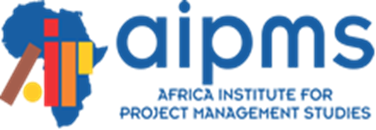 aipms
AFRICA INSTITUTE FOR
PROJECT MANAGEMENT STUDIES